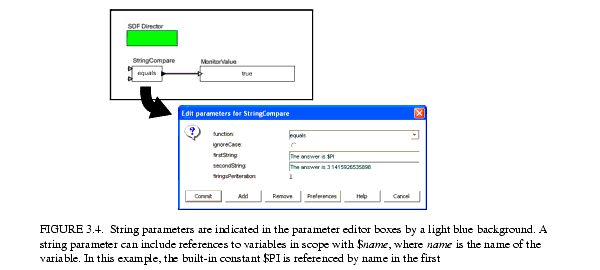 SDF Director
StringCompare
equals
MonitorValue
true
Edit parameters for StringCompare
function: equals
ignoreCase:
firstString: The answer is $PI
secondString: The answer is 3.1415926535898
firingsPerIteration: 1
Commit Add Remove Preferences Help Cancel
FIGURE 3.4. String parameters are indicated in the parameter editor boxes by a light blue background. A
string parameter can include references to variables in scope with $name, where name is the name of the
variable. In this example, the built-in constant $PI is referenced by name in the first